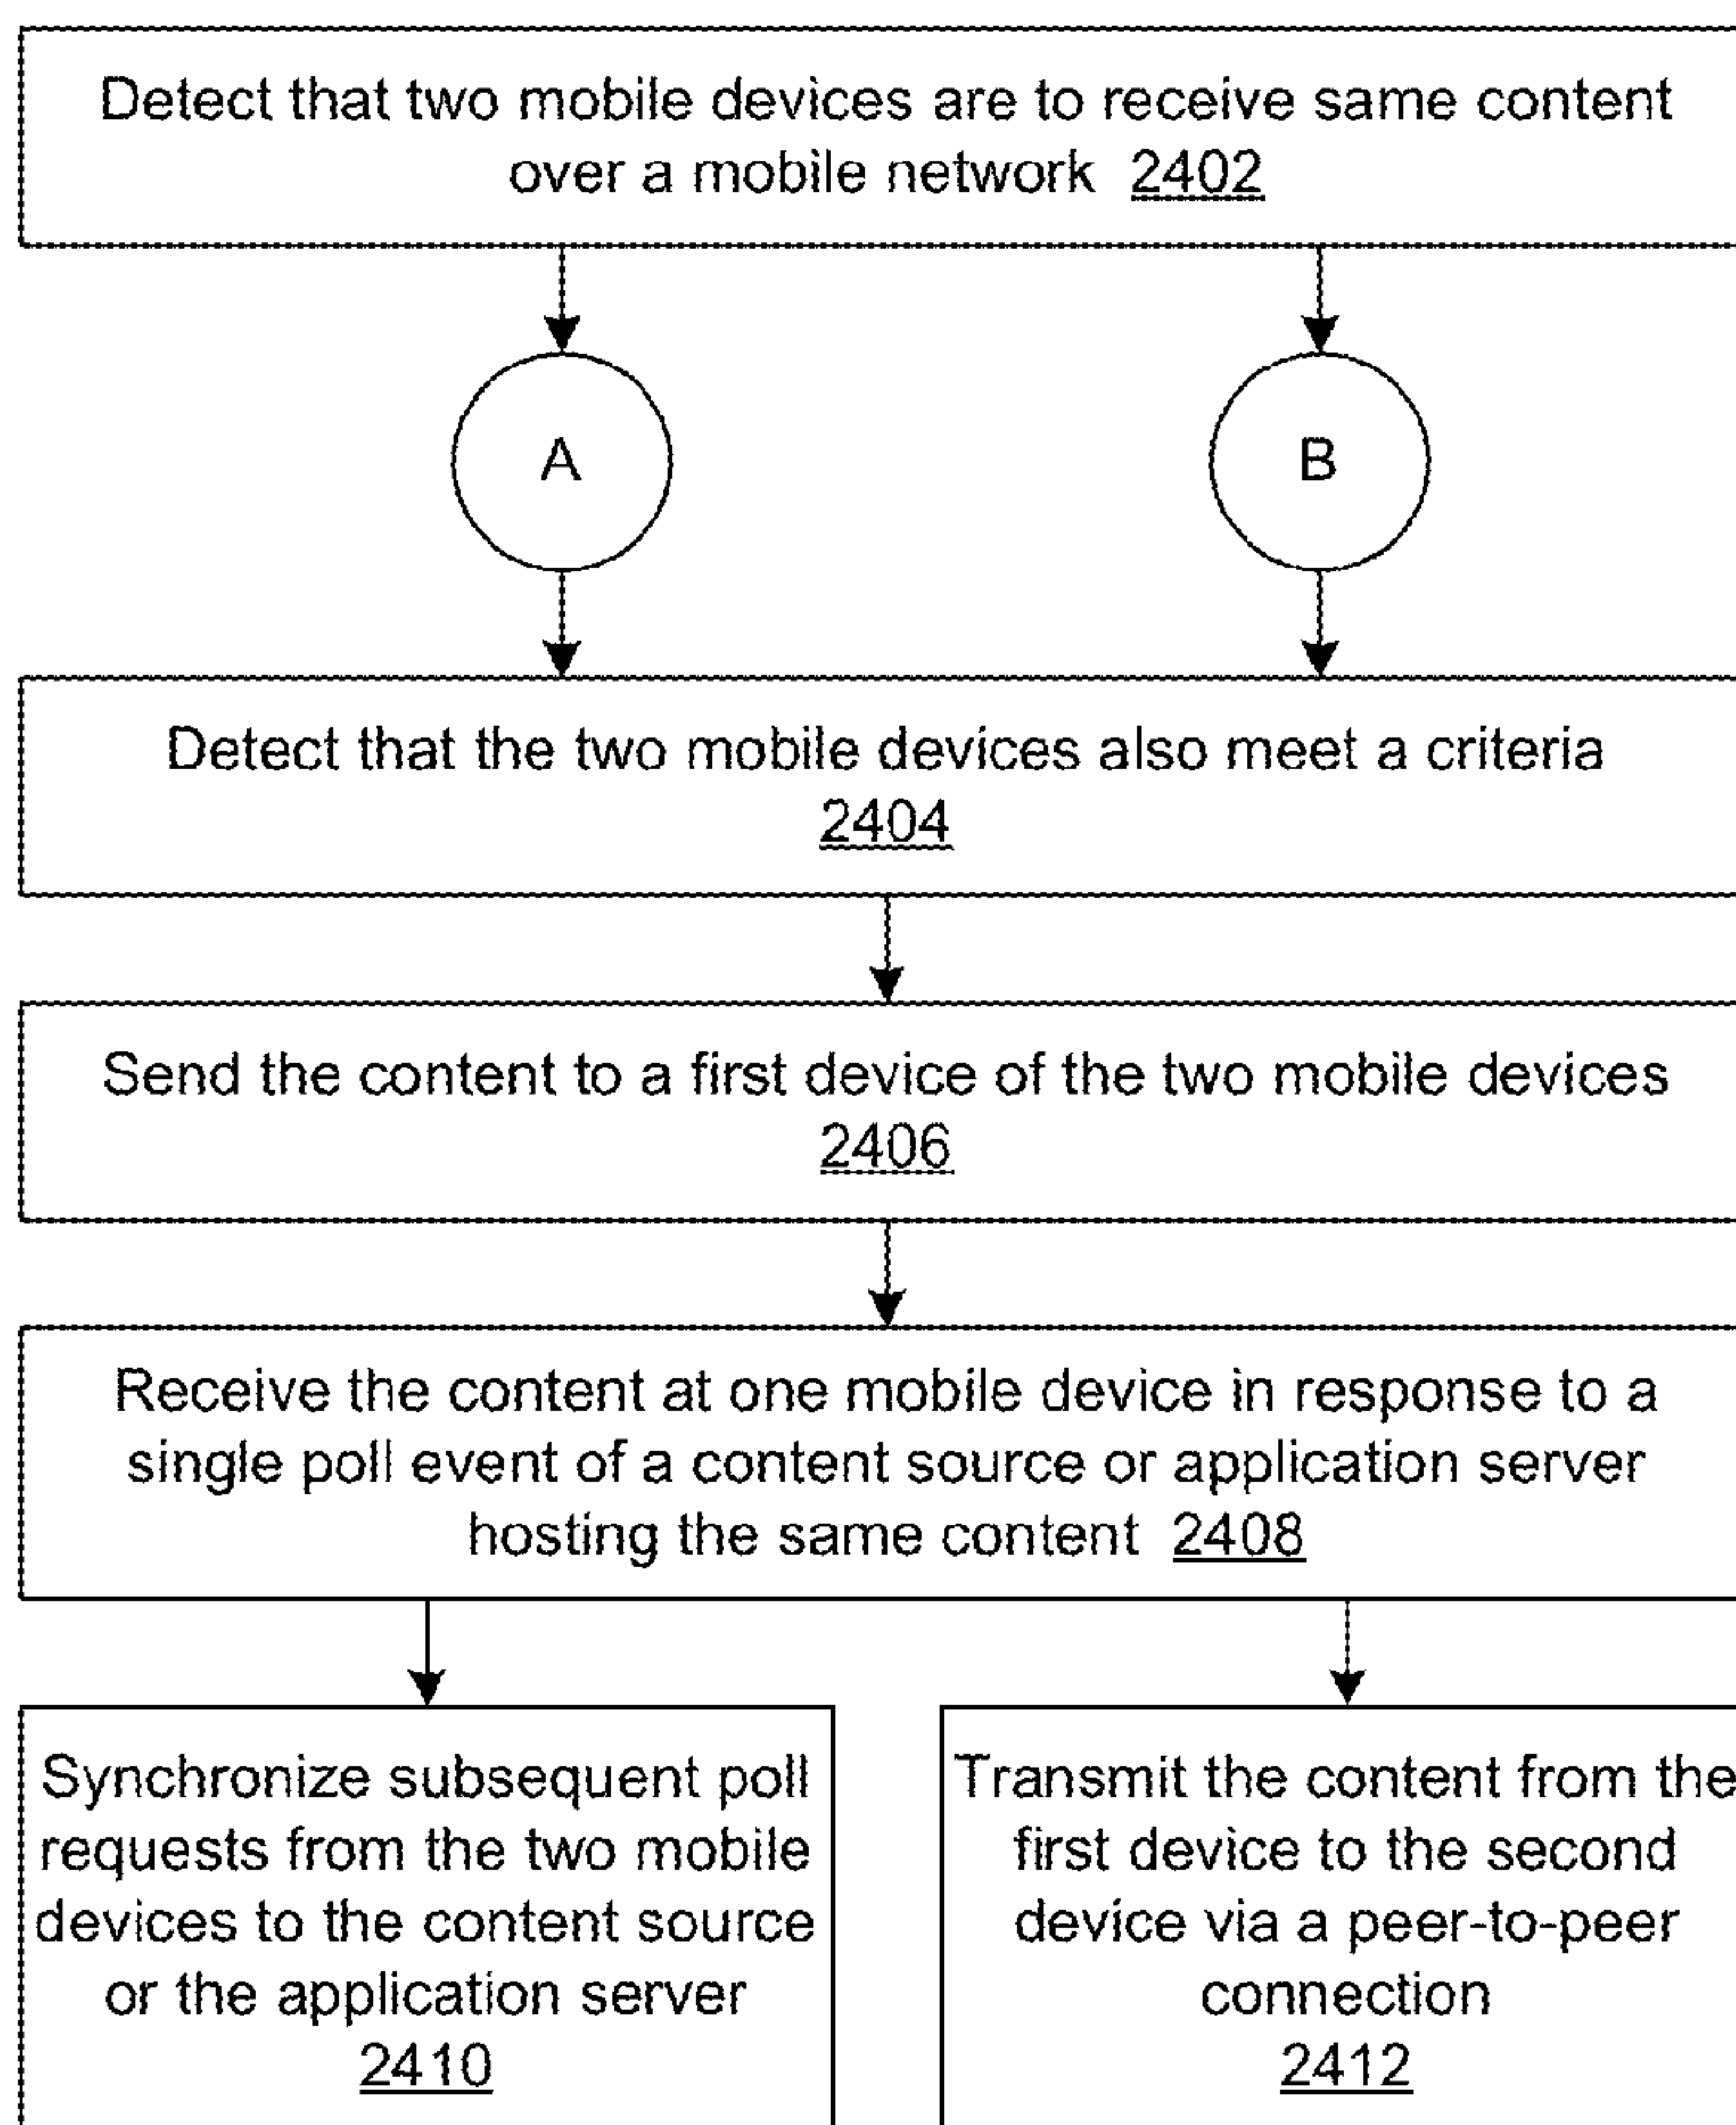 Detect that two mobile devices are to receive same content
over a mobile network 2402
A
B
Detect that the two mobile devices also meet a criteria
2404
Send the content to a first device of the two mobile devices
2406
Receive the content at one mobile device in response to a
single poll event of a content source or application server
hosting the same content 2408
Synchronize subsequent poll
requests from the two mobile
devices to the content source
or the application server
2410
Transmit the content from the
first device to the second
device via a peer-to-peer
connection
2412